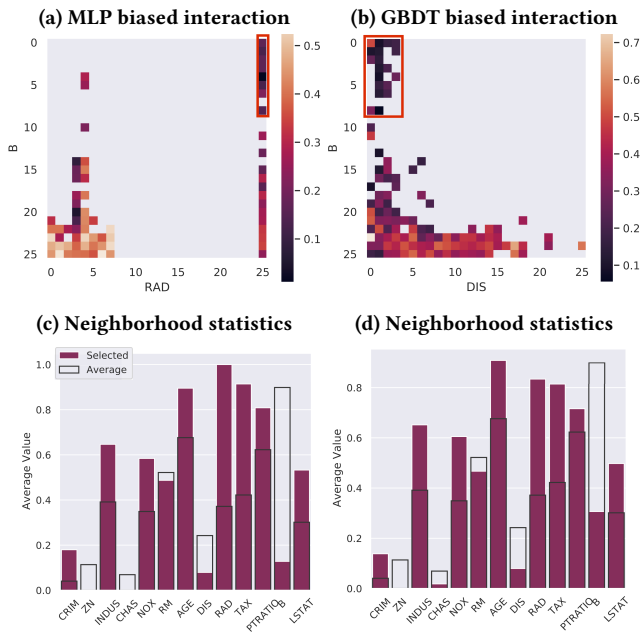 (a) MLP biased interaction
0
5
10
15
20
25
B
0
5
10
15
20
25
RAD
0.5
0.4
0.3
0.2
0.1
(b) GBDT biased interaction
0
5
10
15
20
25
B
0
5
10
15
20
25
DIS
0.7
0.6
0.5
0.4
0.3
0.2
0.1
(c) Neighborhood statistics
Selected
Average
1.0
0.8
0.6
0.4
0.2
0.0
Average Value
CRIM
ZN
INDUS
CHAS
NOX
RM
AGE
DIS
RAD
TAX
PTRATIO
B
LSTAT
(d) Neighborhood statistics
0.8
0.6
0.4
0.2
0.0
Average Value
CRIM
ZN
INDUS
CHAS
NOX
RM
AGE
DIS
RAD
TAX
PTRATIO
B
LSTAT